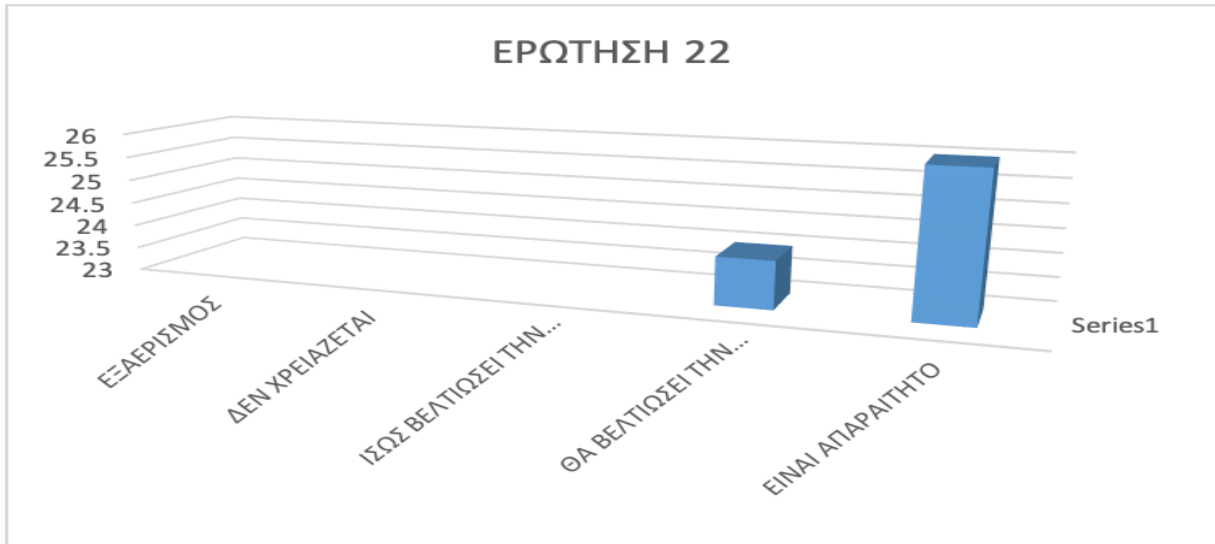 ΕΡΩΤΗΣΗ 22
26
25.5
25
24.5
24
23.5
23
ΕΞΑΕΡΙΣΜΟΣ
ΔΕΝ ΧΡΕΙΑΖΕΤΑΙ
ΙΣΩΣ ΒΕΛΤΙΩΣΕΙ ΤΗΝ...
ΘΑ ΒΕΛΤΙΩΣΕΙ ΤΗΝ...
ΕΙΝΑΙ ΑΠΑΡΑΙΤΗΤΟ
Series1